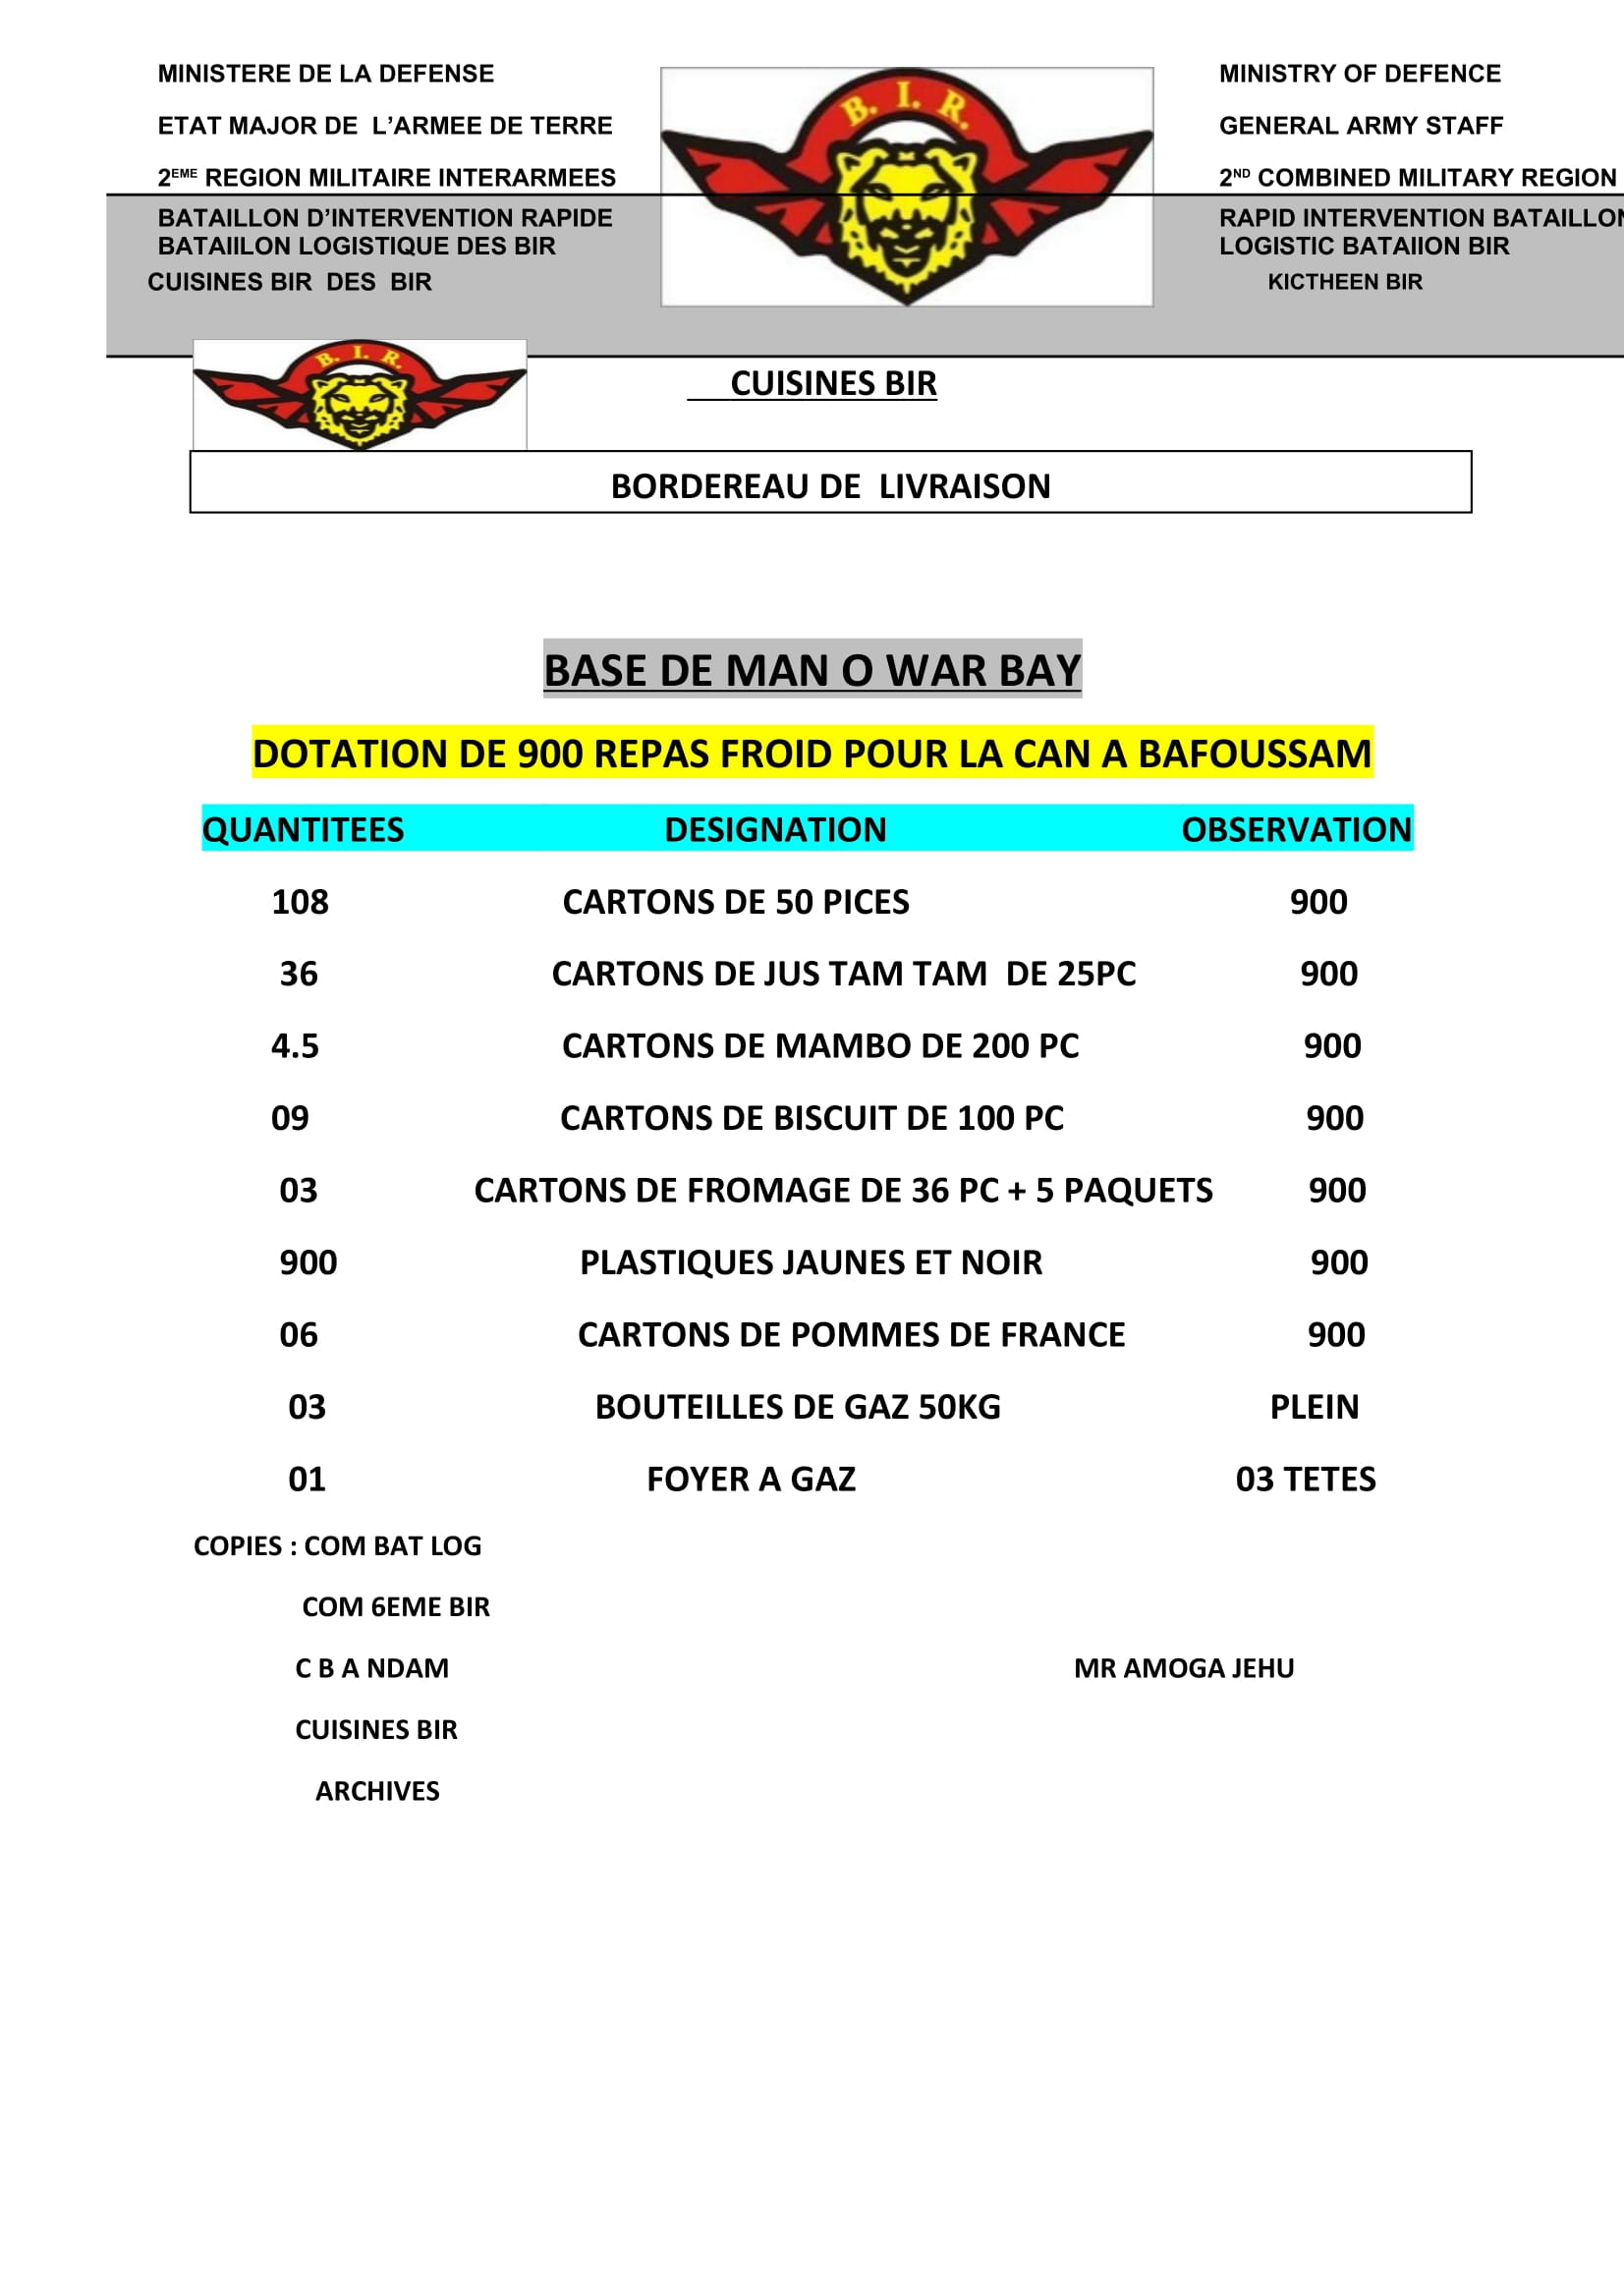 MINISTERE DE LA DEFENSE
ETAT MAJOR DE L’ARMEE DE TERRE
2EME REGION MILITAIRE INTERARMEES
BATAILLON D’INTERVENTION RAPIDE
BATAIILON LOGISTIQUE DES BIR
CUISINES BIR DES BIR
B. I. R.
MINISTRY OF DEFENCE
GENERAL ARMY STAFF
2ND COMBINED MILITARY REGION
RAPID INTERVENTION BATAILLON
LOGISTIC BATAIION BIR
KICTHEEN BIR
B. I. R.
CUISINES BIR
BORDEREAU DE LIVRAISON
BASE DE MAN O WAR BAY
DOTATION DE 900 REPAS FROID POUR LA CAN A BAFOUSSAM
QUANTITEES DESIGNATION OBSERVATION
108 CARTONS DE 50 PICES 900
36 CARTONS DE JUS TAM TAM DE 25PC 900
4.5 CARTONS DE MAMBO DE 200 PC 900
09 CARTONS DE BISCUIT DE 100 PC 900
03 CARTONS DE FROMAGE DE 36 PC + 5 PAQUETS 900
900 PLASTIQUES JAUNES ET NOIR 900
06 CARTONS DE POMMES DE FRANCE 900
03 BOUTEILLES DE GAZ 50KG PLEIN
01 FOYER A GAZ 03 TETES
COPIES : COM BAT LOG
COM 6EME BIR
C B A NDAM MR AMOGA JEHU
CUISINES BIR
ARCHIVES